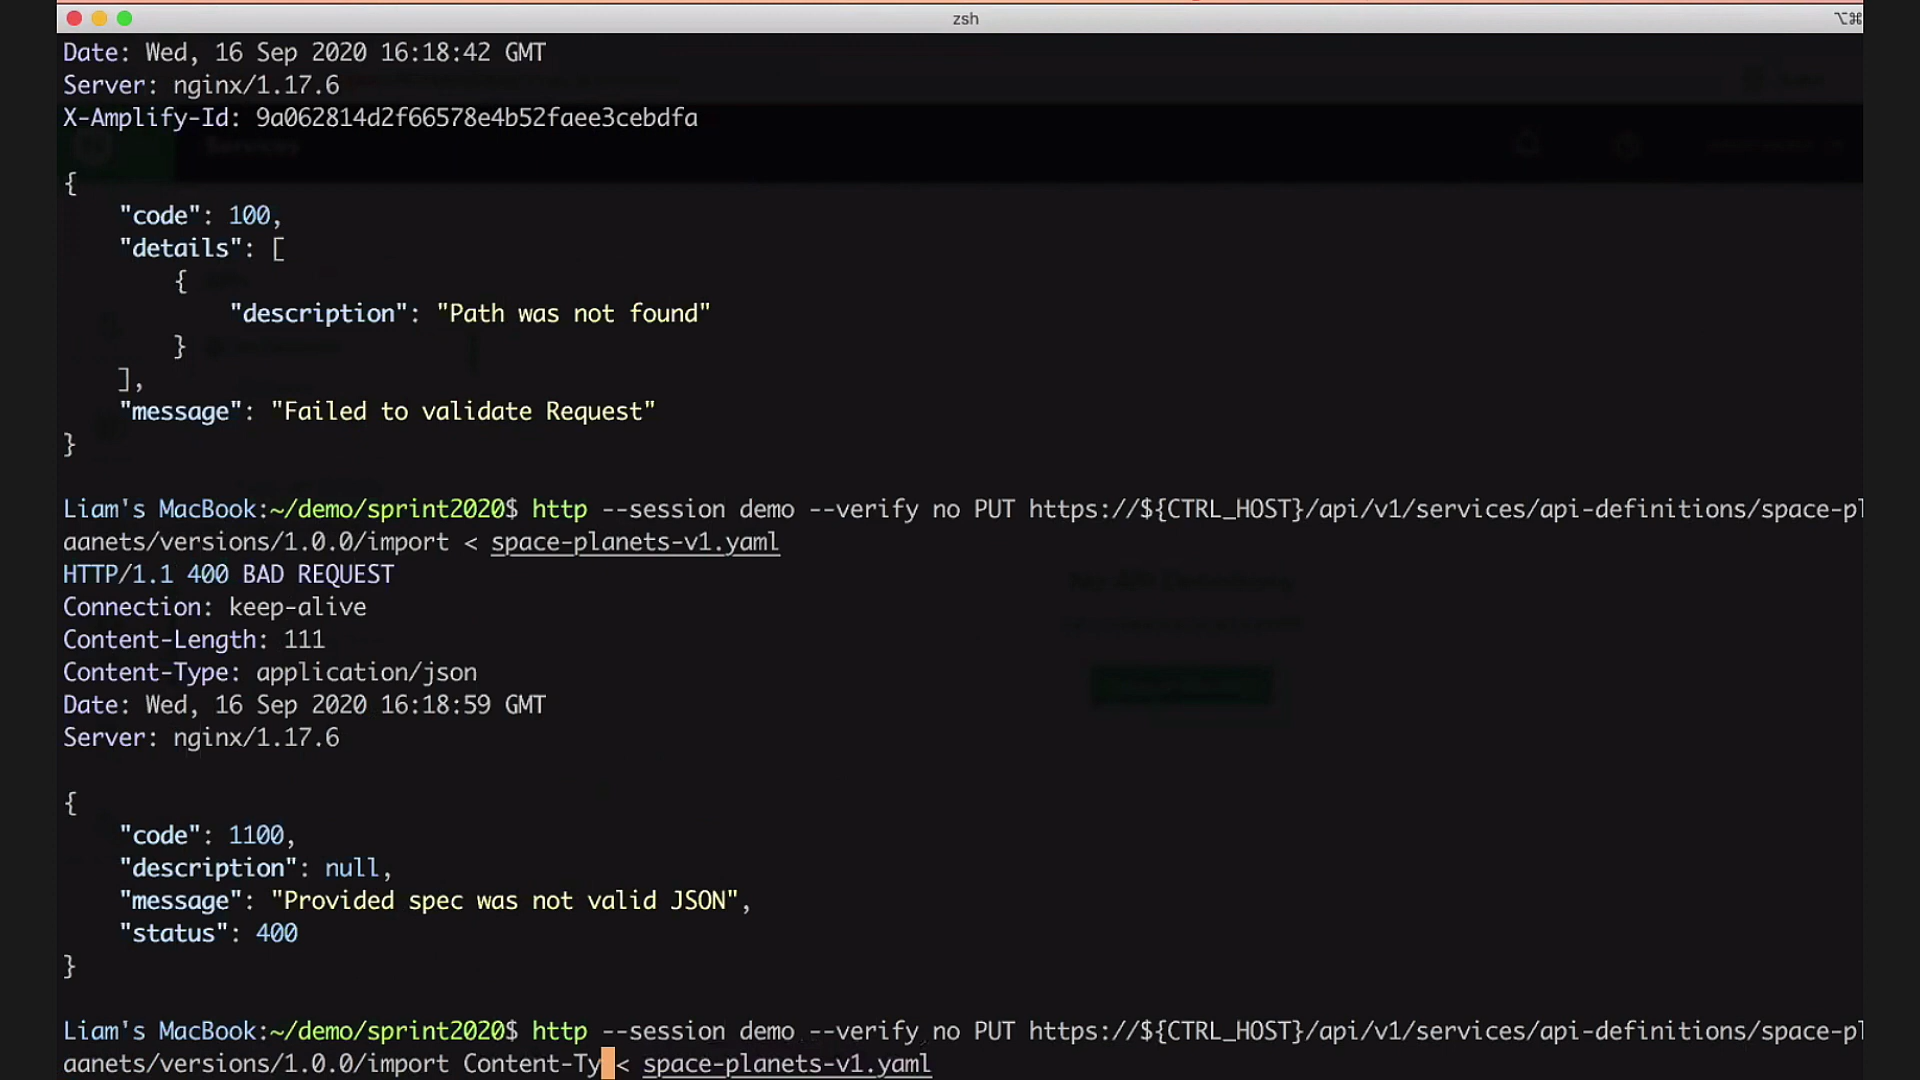 zsh
⌥⌘
Date: Wed, 16 Sep 2020 16:18:42 GMT
Server: nginx/1.17.6
X-Amplify-Id: 9a062814d2f66578e4b52faee3cebdfa
Services
{
"code": 100,
"details": [
{
"description": "Path was not found"
}
],
"message": "Failed to validate Request"
}
Liam's MacBook:~/demo/sprint2020$ http --session demo --verify no PUT https://${CTRL_HOST}/api/v1/services/api-definitions/space-pl
aanets/versions/1.0.0/import < space-planets-v1.yaml
HTTP/1.1 400 BAD REQUEST
Connection: keep-alive
Content-Length: 111
Content-Type: application/json
Date: Wed, 16 Sep 2020 16:18:59 GMT
Server: nginx/1.17.6
{
"code": 1100,
"description": null,
"message": "Provided spec was not valid JSON",
"status": 400
}
Liam's MacBook:~/demo/sprint2020$ http --session demo --verify no PUT https://${CTRL_HOST}/api/v1/services/api-definitions/space-pl
aanets/versions/1.0.0/import Content-Ty < space-planets-v1.yaml